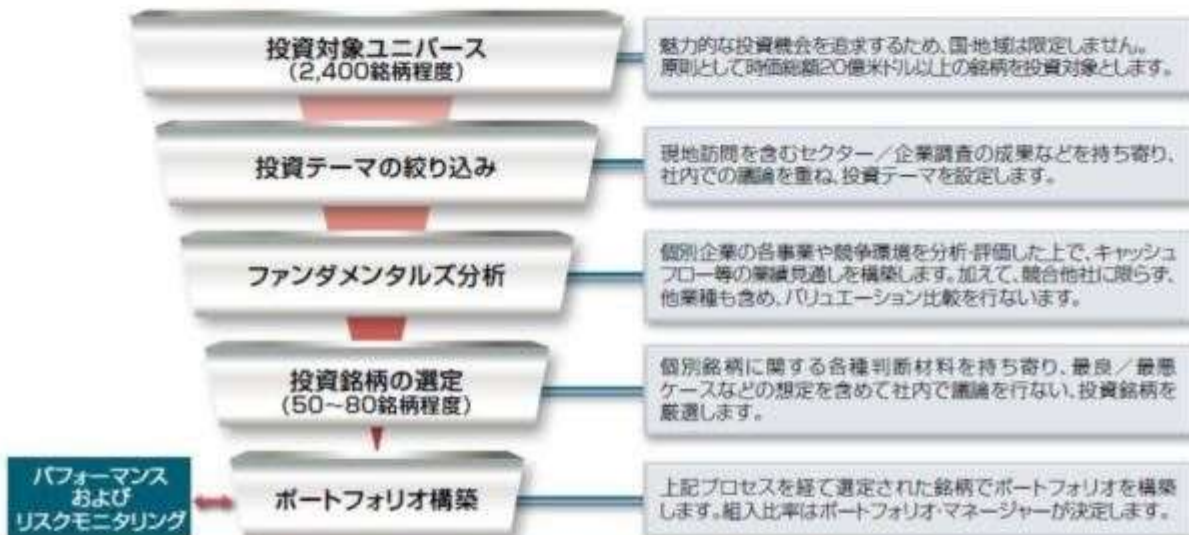 投資対象ユニバース
(2,400銘柄程度)
魅力的な投資機会を追求するため、国・地域は限定しません。
原則として時価総額20億米ドル以上の銘柄を投資対象とします。
投資テーマの絞り込み
現地訪問を含むセクター／企業調査の成果などを持ち寄り、
社内での議論を重ね、投資テーマを設定します。
ファンダメンタルズ分析
個別企業の各事業や競争環境を分析・評価した上で、キャッシュ
フロー等の業績見通しを構築します。加えて、競合他社に限らず、
他業種も含め、バリュエーション比較を行ないます。
投資銘柄の選定
(50～80銘柄程度)
個別銘柄に関する各種判断材料を持ち寄り、最良／最悪
ケースなどの想定を含めて社内で議論を行ない、投資銘柄を
厳選します。
パフォーマンス
および
リスクモニタリング
ポートフォリオ構築
上記プロセスを経て選定された銘柄でポートフォリオを構築
します。組入比率はポートフォリオ・マネージャーが決定します。